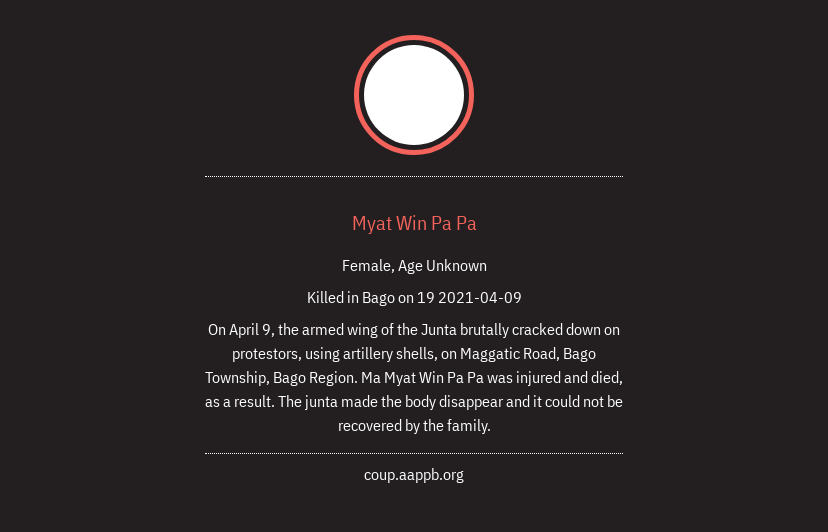 Myat Win Pa Pa
Female, Age Unknown
Killed in Bago on 19 2021-04-09
On April 9, the armed wing of the Junta brutally cracked down on
protestors, using artillery shells, on Maggatic Road, Bago
Township, Bago Region. Ma Myat Win Pa Pa was injured and died,
as a result. The junta made the body disappear and it could not be
recovered by the family.
coup.aappb.org